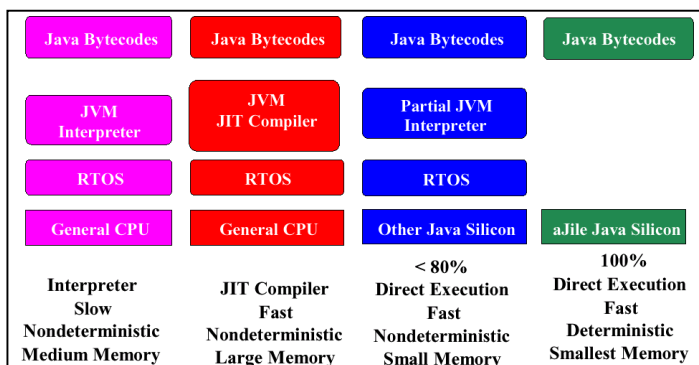 Java Bytecodes
Java Bytecodes
Java Bytecodes
Java Bytecodes
JVM
Interpreter
JVM
JIT Compiler
Partial JVM
Interpreter
RTOS
RTOS
RTOS
General CPU
General CPU
Other Java Silicon
aJile Java Silicon
Interpreter
Slow
Nondeterministic
Medium Memory
JIT Compiler
Fast
Nondeterministic
Large Memory
< 80%
Direct Execution
Fast
Nondeterministic
Small Memory
100%
Direct Execution
Fast
Deterministic
Smallest Memory